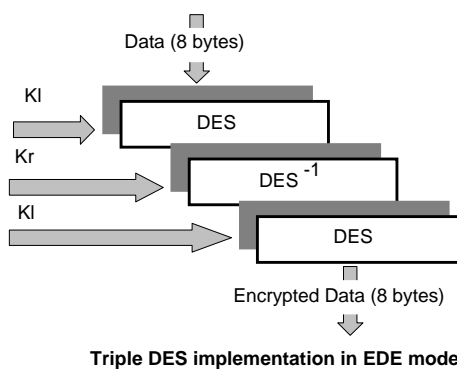 Data (8 bytes)
Kl
DES
Kr
DES -1
Kl
DES
Encrypted Data (8 bytes)
Triple DES implementation in EDE mode